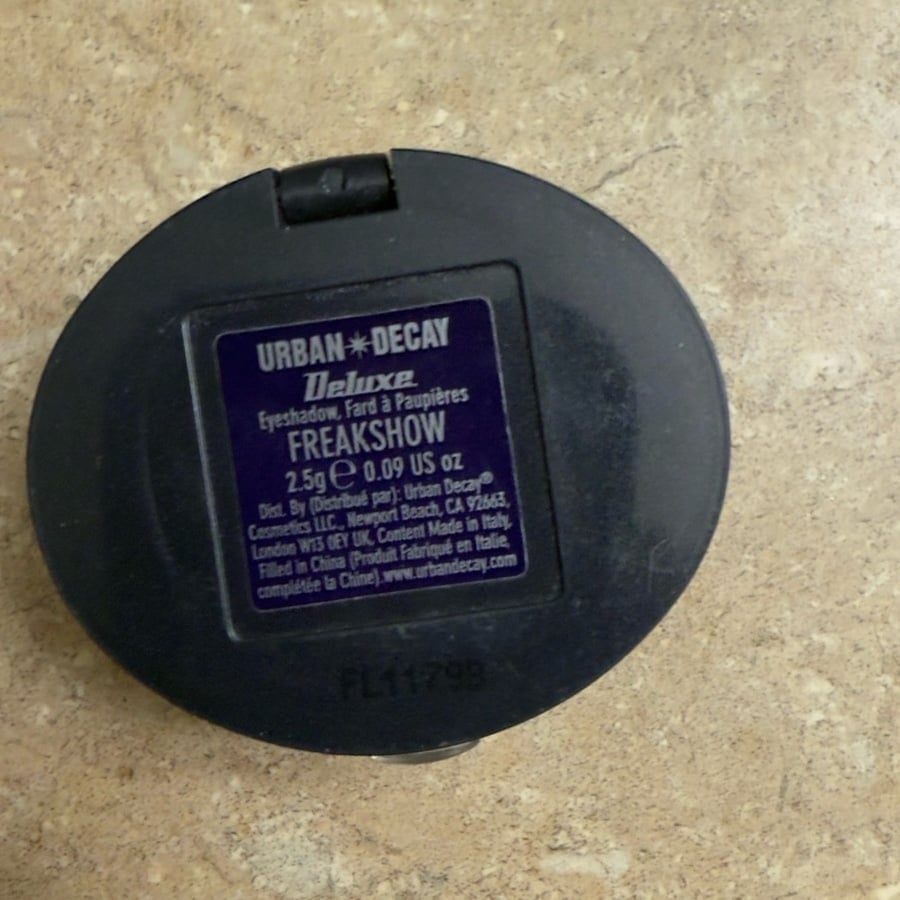 URBAN✴DECAY
Deluxe
Eyeshadow, Fard à Paupières
FREAKSHOW
2.5g ℮ 0.09 US oz
Dist. By (Distribué par): Urban Decay®
Cosmetics LLC., Newport Beach, CA 92663,
London W13 0EY UK, Content Made in Italy,
Filled in China (Produit Fabriqué en Italie,
complétée la Chine).www.urbandecay.com
FL1179B